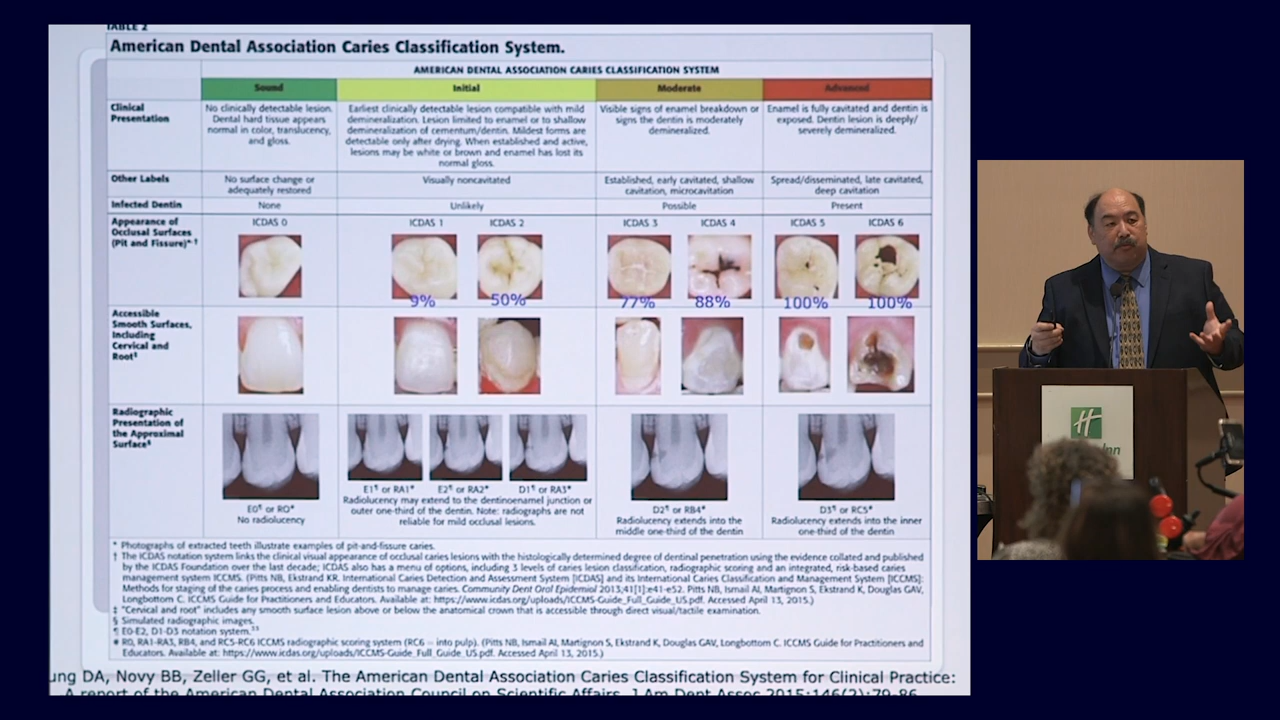 TABLE 2
American Dental Association Caries Classification System.
AMERICAN DENTAL ASSOCIATION CARIES CLASSIFICATION SYSTEM
Sound
Initial
Moderate
Advanced
Clinical
Presentation
No clinically detectable lesion.
Dental hard tissue appears
normal in color, translucency,
and gloss.
Earliest clinically detectable lesion compatible with mild
demineralization. Lesion limited to enamel or to shallow
demineralization of cementum/dentin. Mildest forms are
detectable only after drying. When established and active,
lesions may be white or brown and enamel has lost its
normal gloss.
Visible signs of enamel breakdown or
signs the dentin is moderately
demineralized.
Enamel is fully cavitated and dentin is
exposed. Dentin lesion is deeply/
severely demineralized.
Other Labels
No surface change or
adequately restored
Visually noncavitated
Established, early cavitated, shallow
cavitation, microcavitation
Spread/disseminated, late cavitated,
deep cavitation
Infected Dentin
None
Unlikely
Possible
Present
Appearance of
Occlusal Surfaces
(Pit and Fissure)*,†
ICDAS 0
ICDAS 1
ICDAS 2
ICDAS 3
ICDAS 4
ICDAS 5
ICDAS 6
9%
50%
77%
88%
100%
100%
Accessible
Smooth Surfaces,
Including
Cervical and
Root‡
Radiographic
Presentation of
the Approximal
Surface§
E0¶ or R0#
No radiolucency
E1¶ or RA1#
E2¶ or RA2#
D1¶ or RA3#
Radiolucency may extend to the dentinoenamel junction or
outer one-third of the dentin. Note: radiographs are not
reliable for mild occlusal lesions.
D2¶ or RB4#
Radiolucency extends into the
middle one-third of the dentin
D3¶ or RC5#
Radiolucency extends into the inner
one-third of the dentin
* Photographs of extracted teeth illustrate examples of pit-and-fissure caries.
† The ICDAS notation system links the clinical visual appearance of occlusal caries lesions with the histologically determined degree of dentinal penetration using the evidence collated and published
by the ICDAS Foundation over the last decade; ICDAS also has a menu of options, including 3 levels of caries lesion classification, radiographic scoring and an integrated, risk-based caries
management system ICCMS. (Pitts NB, Ekstrand KR. International Caries Detection and Assessment System [ICDAS] and its International Caries Classification and Management System [ICCMS]:
Methods for staging of the caries process and enabling dentists to manage caries. Community Dent Oral Epidemiol 2013;41[1]:e41-e52. Pitts NB, Ismail AI, Martignon S, Ekstrand K, Douglas GAV,
Longbottom C. ICCMS Guide for Practitioners and Educators. Available at: https://www.icdas.org/uploads/ICCMS-Guide_Full_Guide_US.pdf. Accessed April 13, 2015.)
‡ "Cervical and root" includes any smooth surface lesion above or below the anatomical crown that is accessible through direct visual/tactile examination.
§ Simulated radiographic images.
¶ E0-E2, D1-D3 notation system.
# R0, RA1-RA3, RB4, and RC5-RC6 ICCMS radiographic scoring system (RC6 = into pulp). (Pitts NB, Ismail AI, Martignon S, Ekstrand K, Douglas GAV, Longbottom C. ICCMS Guide for Practitioners and
Educators. Available at: https://www.icdas.org/uploads/ICCMS-Guide_Full_Guide_US.pdf. Accessed April 13, 2015.)
ung DA, Novy BB, Zeller GG, et al. The American Dental Association Caries Classification System for Clinical Practice:
A report of the American Dental Association Council on Scientific Affairs. J Am Dent Assoc 2015;146(2):79-86
H
Inn